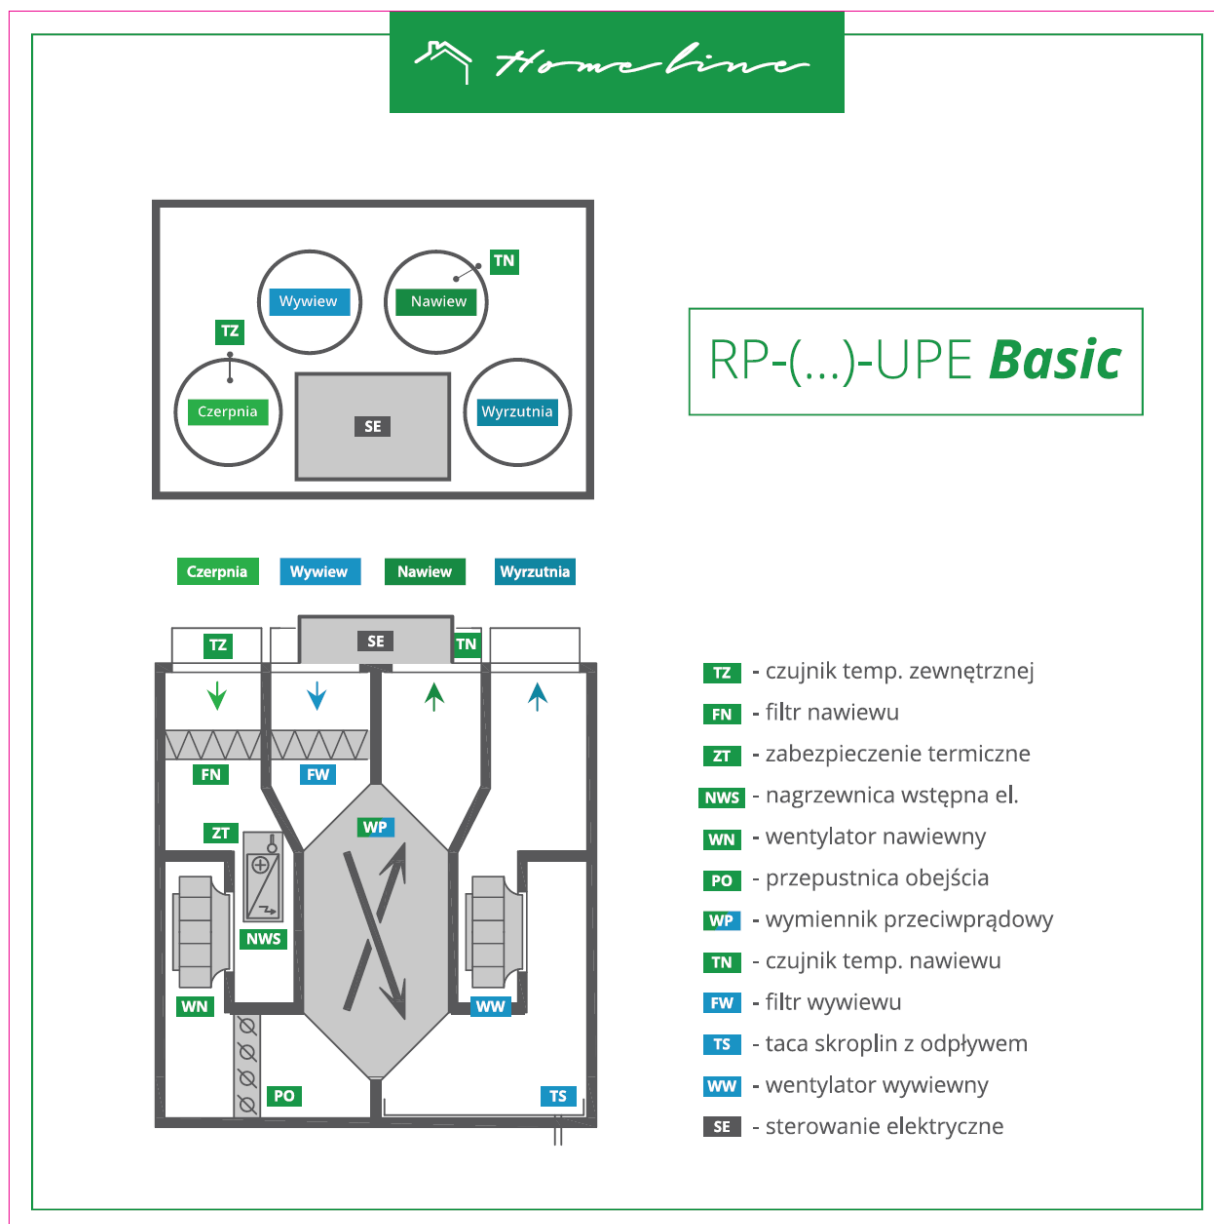 Home Line
TN
Wywiew
Nawiew
TZ
Czerpnia
SE
Wyrzutnia
RP-(...)-UPE Basic
Czerpnia
Wywiew
Nawiew
Wyrzutnia
TZ
SE
TN
FN
FW
ZT
WP
NWS
WN
WW
PO
TS
TZ - czujnik temp. zewnętrznej
FN - filtr nawiewu
ZT - zabezpieczenie termiczne
NWS - nagrzewnica wstępna el.
WN - wentylator nawiewny
PO - przepustnica obejścia
WP - wymiennik przeciwprądowy
TN - czujnik temp. nawiewu
FW - filtr wywiewu
TS - taca skroplin z odpływem
WW - wentylator wywiewny
SE - sterowanie elektryczne